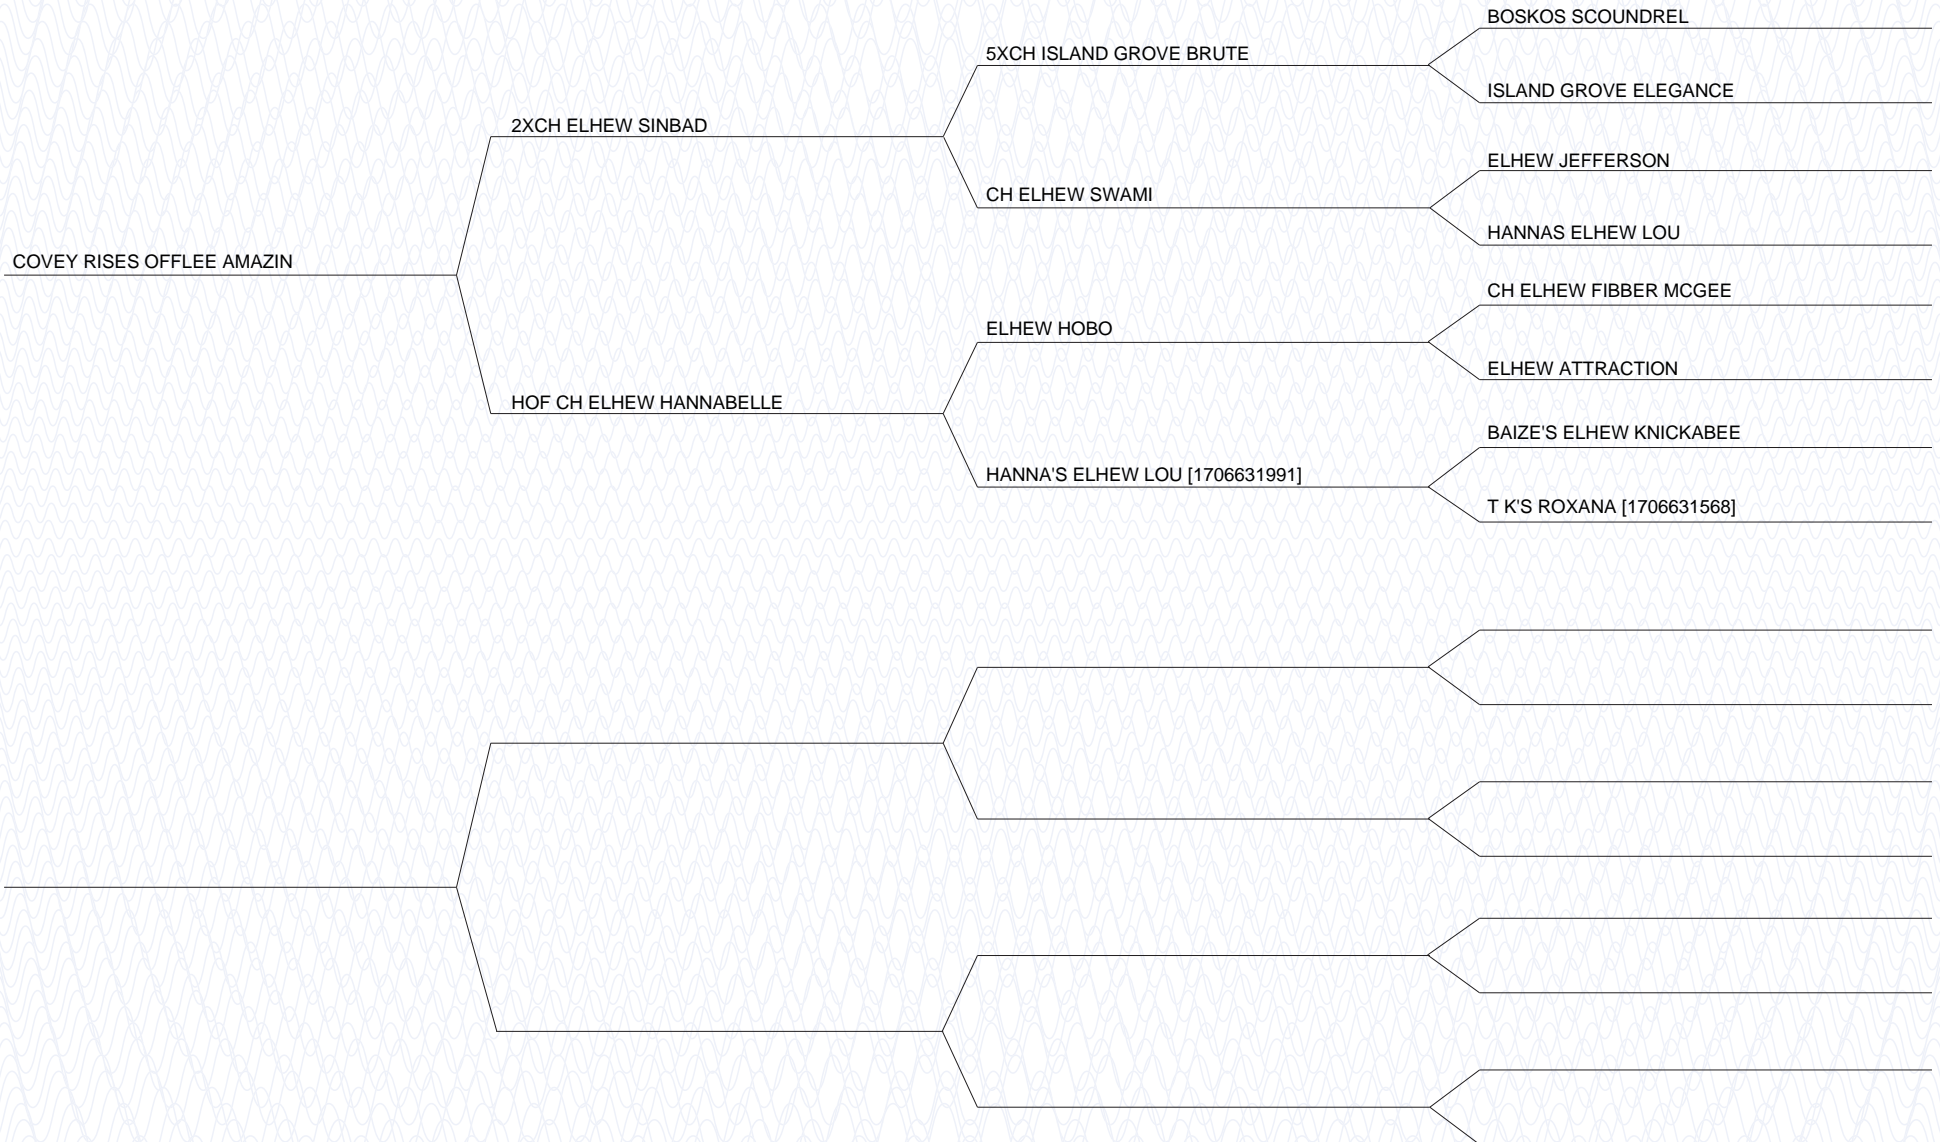 BOSKOS SCOUNDREL
5XCH ISLAND GROVE BRUTE
ISLAND GROVE ELEGANCE
2XCH ELHEW SINBAD
ELHEW JEFFERSON
CH ELHEW SWAMI
HANNAS ELHEW LOU
COVEY RISES OFFLEE AMAZIN
CH ELHEW FIBBER MCGEE
ELHEW HOBO
ELHEW ATTRACTION
HOF CH ELHEW HANNABELLE
BAIZE'S ELHEW KNICKABEE
HANNA'S ELHEW LOU [1706631991]
T K'S ROXANA [1706631568]